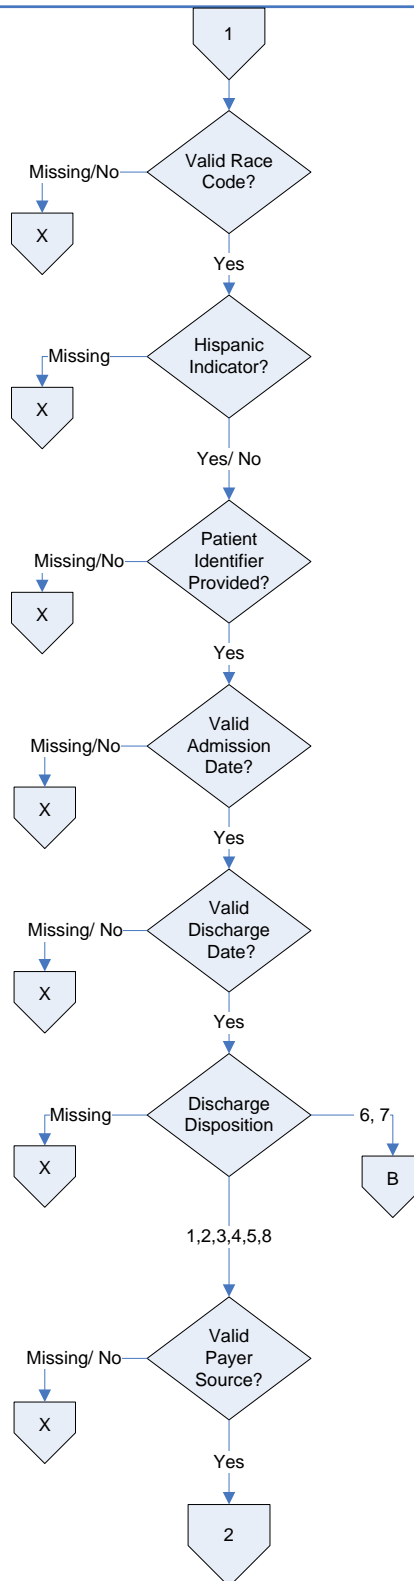 1
Valid Race
Code?
Missing/No
X
Yes
Hispanic
Indicator?
Missing
X
Yes/ No
Patient
Identifier
Provided?
Missing/No
X
Yes
Valid
Admission
Date?
Missing/No
X
Yes
Valid
Discharge
Date?
Missing/ No
X
Yes
Discharge
Disposition
Missing
X
6, 7
B
1,2,3,4,5,8
Valid
Payer
Source?
Missing/ No
X
Yes
2